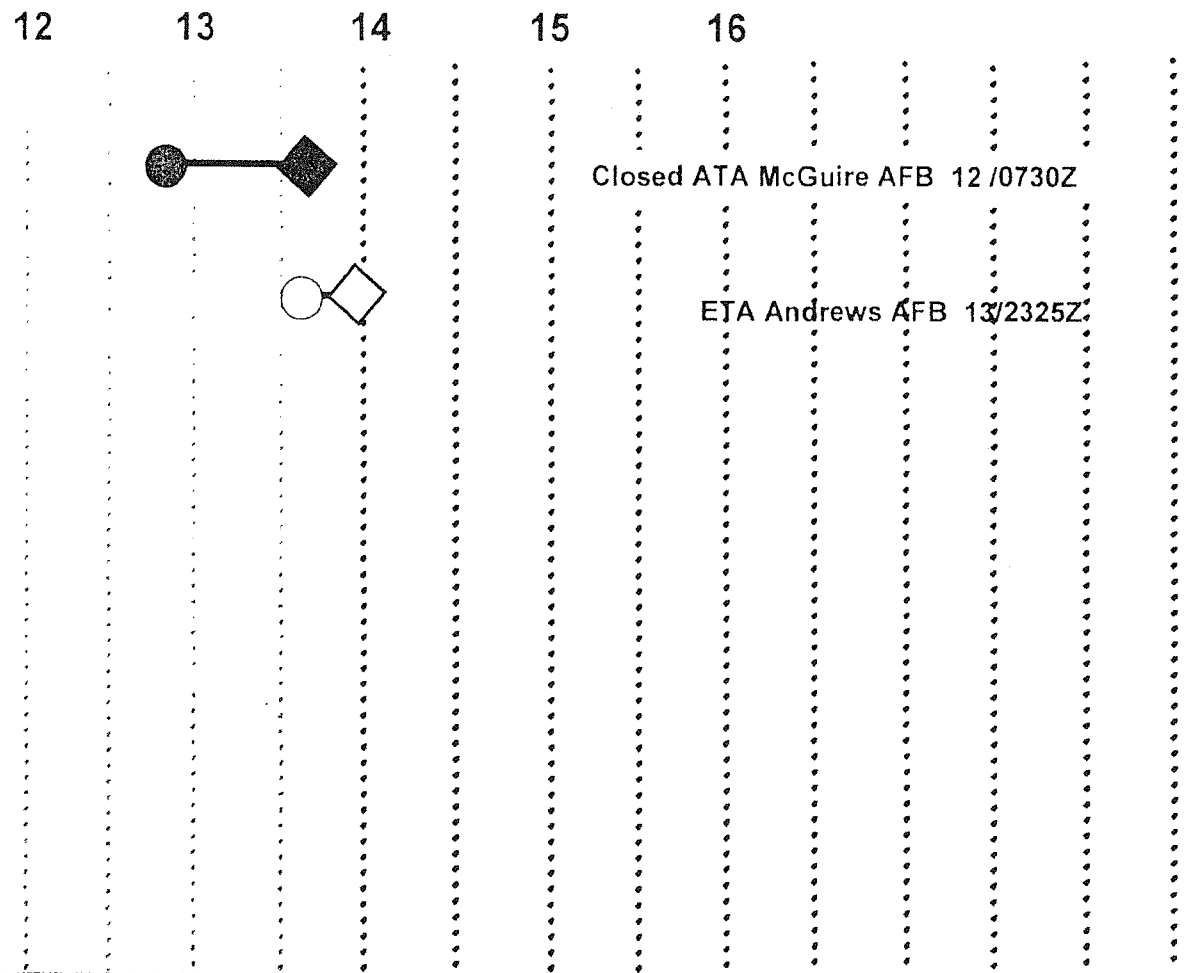 12 13 14 15 16
Closed ATA McGuire AFB 12 /0730Z
ETA Andrews AFB 13/2325Z